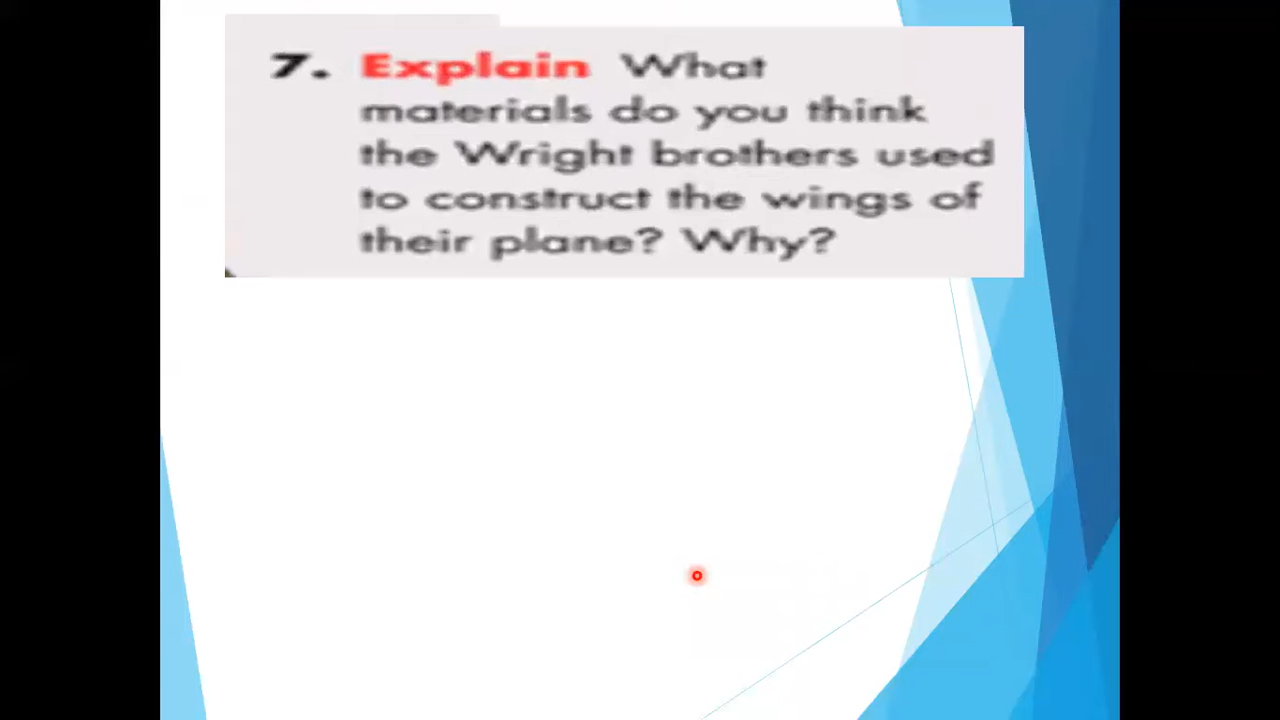 7. Explain What
materials do you think
the Wright brothers used
to construct the wings of
their plane? Why?